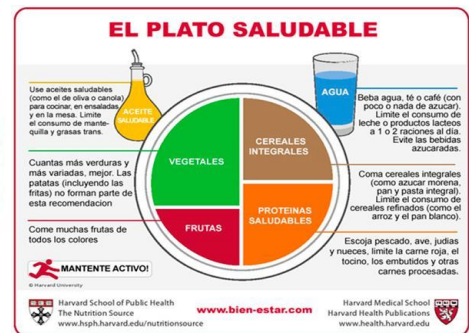 EL PLATO SALUDABLE
Use aceites saludables
(como el de oliva o canola)
para cocinar, en ensaladas,
y en la mesa. Limite
el consumo de mante-
quilla y grasas trans.
ACEITE
SALUDABLE
AGUA
Beba agua, té o café (con
poco o nada de azucar).
Limite el consumo de
leche o productos lacteos
a 1 o 2 raciones al día.
Evite las bebidas
azucaradas.
VEGETALES
CEREALES
INTEGRALES
Cuantas más verduras y
más variadas, mejor. Las
patatas (incluyendo las
fritas) no forman parte de
esta recomendacion
Coma cereales integrales
(como azucar morena,
pan y pasta integral).
Limite el consumo de
cereales refinados (como el
arroz y el pan blanco).
FRUTAS
PROTEINAS
SALUDABLES
Come muchas frutas de
todos los colores
Escoja pescado, ave, judias
y nueces, limite la carne roja, el
tocino, los embutidos y otras
carnes procesadas.
MANTENTE ACTIVO!
© Harvard University
Harvard School of Public Health
The Nutrition Source
www.hsph.harvard.edu/nutritionsource
www.bien-estar.com
Harvard Medical School
Harvard Health Publications
www.health.harvard.edu